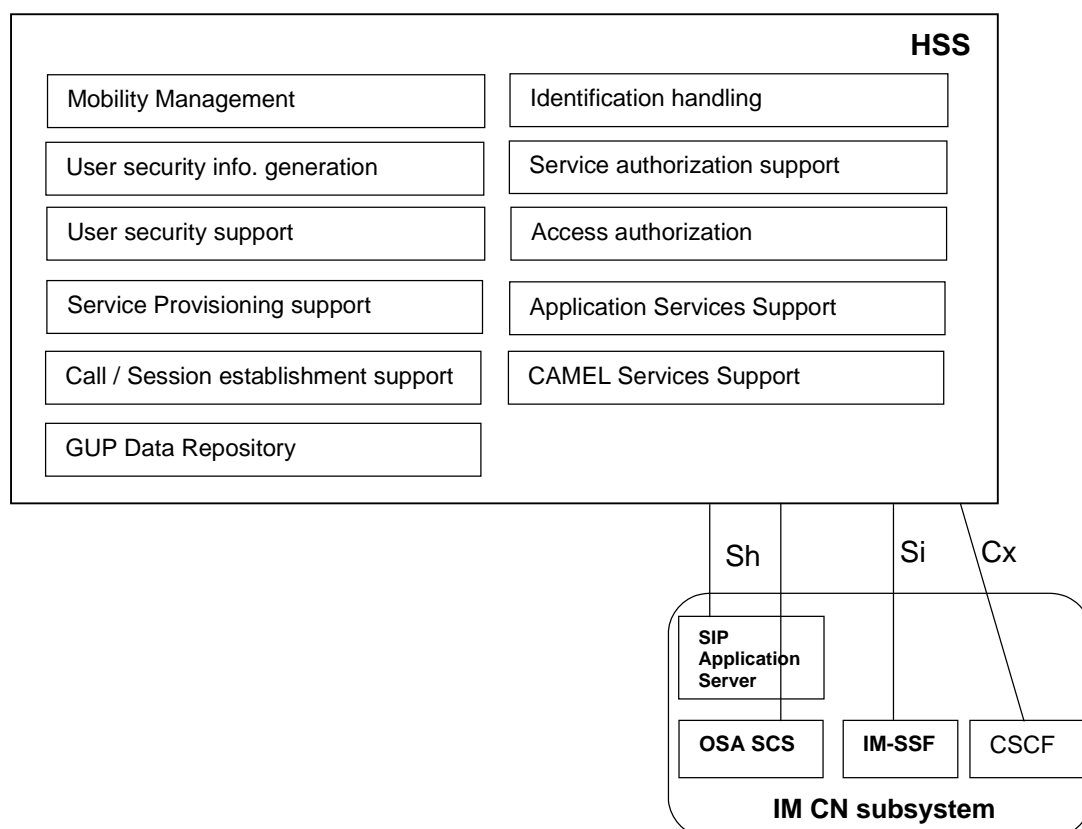 HSS
Mobility Management
Identification handling
User security info. generation
Service authorization support
User security support
Access authorization
Service Provisioning support
Application Services Support
Call / Session establishment support
CAMEL Services Support
GUP Data Repository
Sh
Si
Cx
SIP
Application
Server
OSA SCS
IM-SSF
CSCF
IM CN subsystem